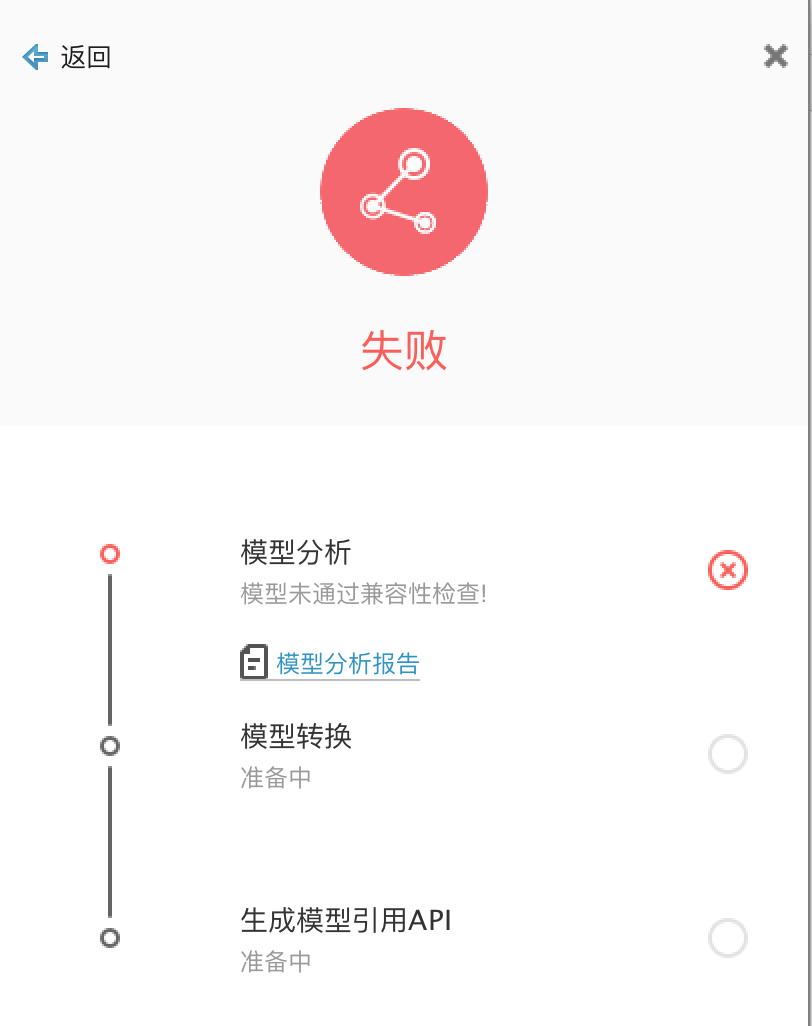 返回
失败
模型分析
模型未通过兼容性检查!
模型分析报告
模型转换
准备中
生成模型引用API
准备中